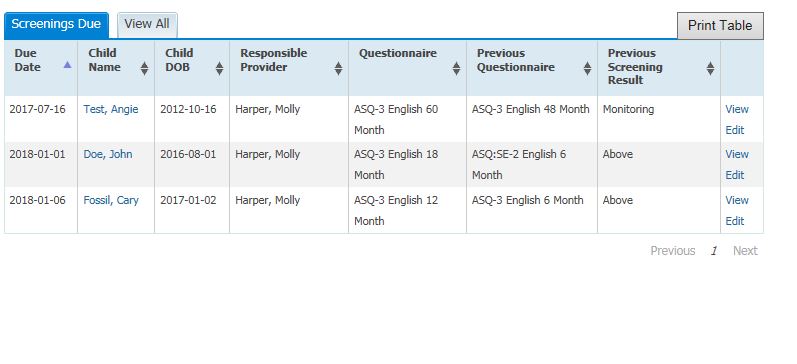 Screenings Due View All Print Table
Due Date Child Name Child DOB Responsible Provider Questionnaire Previous Questionnaire Previous Screening Result
2017-07-16 Test, Angie 2012-10-16 Harper, Molly ASQ-3 English 60 Month ASQ-3 English 48 Month Monitoring View Edit
2018-01-01 Doe, John 2016-08-01 Harper, Molly ASQ-3 English 18 Month ASQ:SE-2 English 6 Month Above View Edit
2018-01-06 Fossil, Cary 2017-01-02 Harper, Molly ASQ-3 English 12 Month ASQ-3 English 6 Month Above View Edit
Previous 1 Next